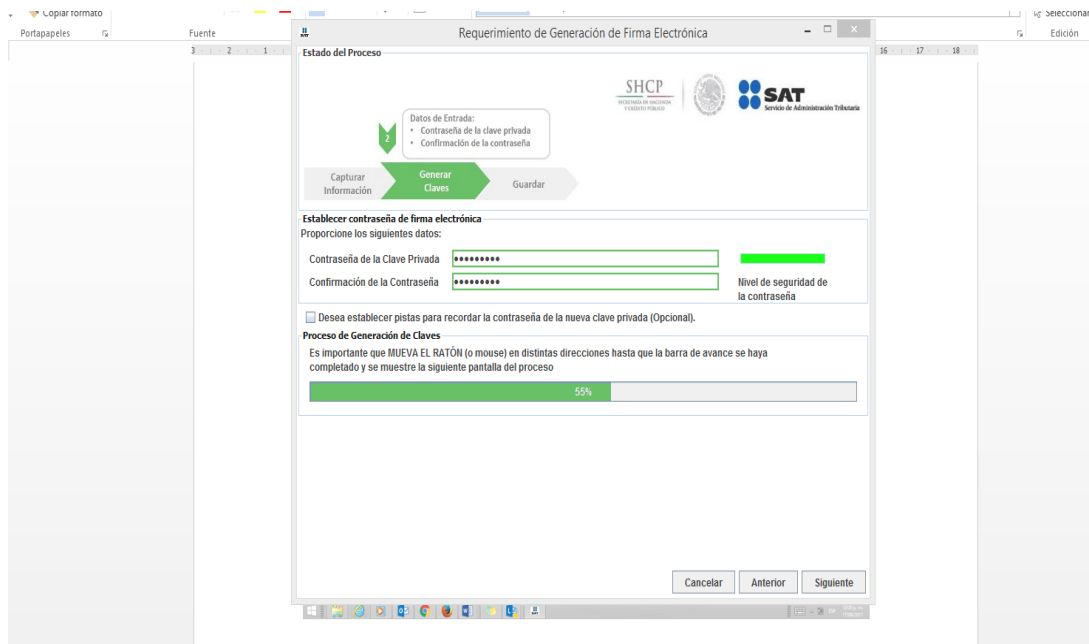 Copiar formato
Seleccionar
Portapapeles
Fuente
Edición
Requerimiento de Generación de Firma Electrónica
3 · 2 · 1
16 · 17 · 18
Estado del Proceso
SHCP
SECRETARÍA DE HACIENDA
Y CRÉDITO PÚBLICO
SAT
Servicio de Administración Tributaria
2
Datos de Entrada:
• Contraseña de la clave privada
• Confirmación de la contraseña
Capturar
Información
Generar
Claves
Guardar
Establecer contraseña de firma electrónica
Proporcione los siguientes datos:
Contraseña de la Clave Privada
•••••••••
Confirmación de la Contraseña
•••••••••
Nivel de seguridad de
la contraseña
Desea establecer pistas para recordar la contraseña de la nueva clave privada (Opcional).
Proceso de Generación de Claves
Es importante que MUEVA EL RATÓN (o mouse) en distintas direcciones hasta que la barra de avance se haya
completado y se muestre la siguiente pantalla del proceso
55%
Cancelar
Anterior
Siguiente